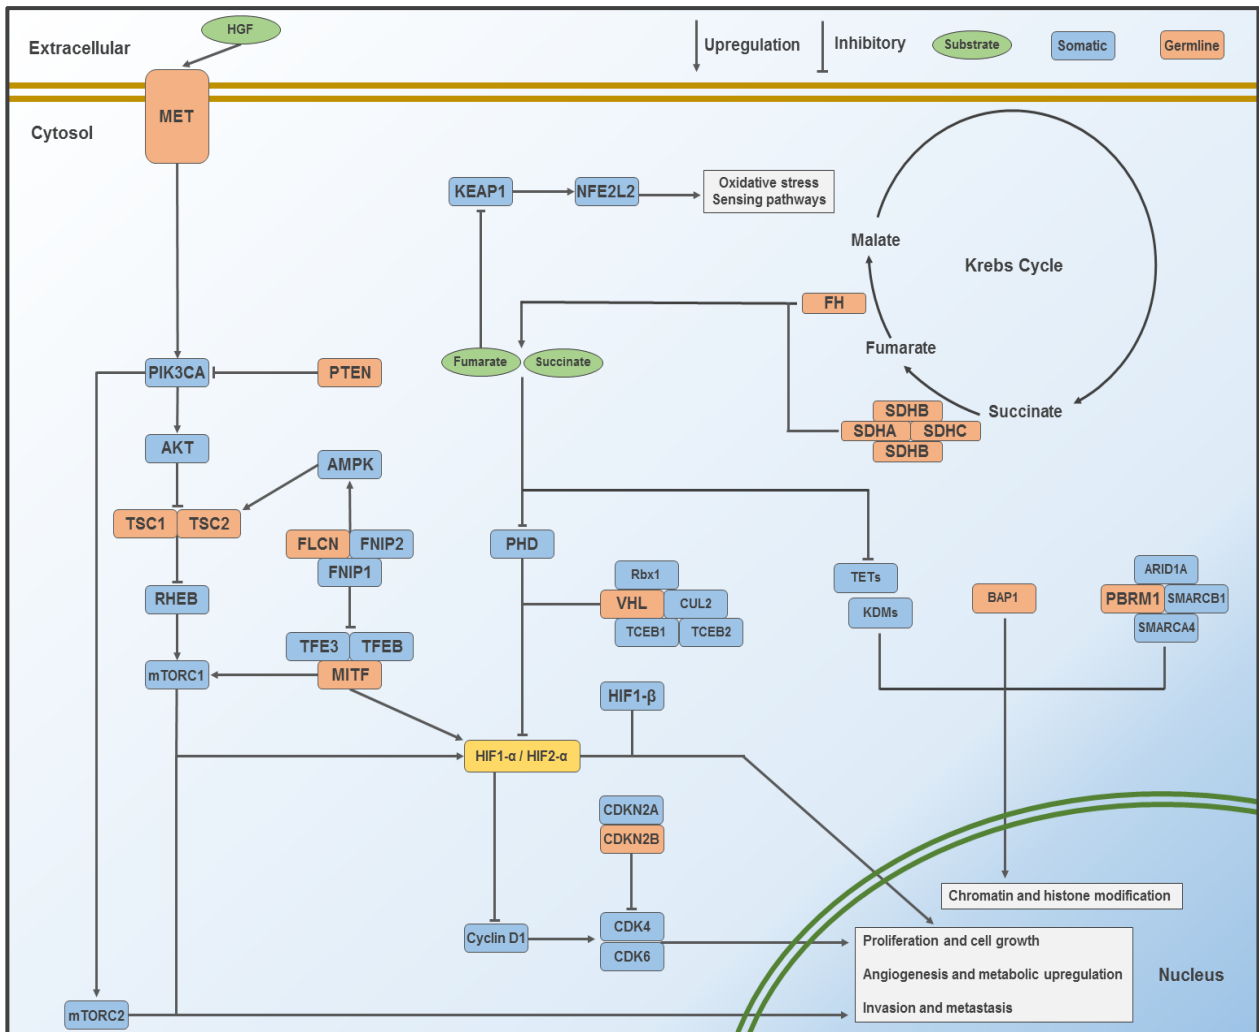 HGF
Extracellular
Upregulation
Inhibitory
Substrate
Somatic
Germline
MET
Cytosol
KEAP1
NFE2L2
Oxidative stress
Sensing pathways
Malate
Krebs Cycle
FH
Fumarate
Fumarate
Succinate
PIK3CA
PTEN
Succinate
SDHB
SDHA
SDHC
SDHB
AKT
AMPK
TSC1
TSC2
FLCN
FNIP2
FNIP1
PHD
Rbx1
VHL
CUL2
TCEB1
TCEB2
TETs
KDMs
BAP1
ARID1A
PBRM1
SMARCB1
SMARCA4
RHEB
TFE3
TFEB
MITF
mTORC1
HIF1-β
HIF1-α / HIF2-α
CDKN2A
CDKN2B
Chromatin and histone modification
Cyclin D1
CDK4
CDK6
Proliferation and cell growth
Angiogenesis and metabolic upregulation
Invasion and metastasis
Nucleus
mTORC2